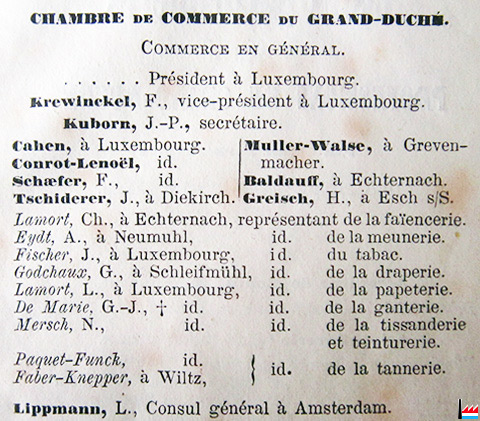 CHAMBRE DE COMMERCE DU GRAND-DUCHÉ.
COMMERCE EN GÉNÉRAL.
. . . . . . Président à Luxembourg.
Krewinckel, F., vice-président à Luxembourg.
Kuborn, J.-P., secrétaire.
Cahen, à Luxembourg.
Conrot-Lenoël, id.
Schæfer, F., id.
Tschiderer, J., à Diekirch.
Muller-Walse, à Greven-
macher.
Baldauff, à Echternach.
Greisch, H., à Esch s/S.
Lamort, Ch., à Echternach, représentant de la faïencerie.
Eydt, A., à Neumuhl, id. de la meunerie.
Fischer, J., à Luxembourg, id. du tabac.
Godchaux, G., à Schleifmühl, id. de la draperie.
Lamort, L., à Luxembourg, id. de la papeterie.
De Marie, G.-J., † id. id. de la ganterie.
Mersch, N., id. id. de la tissanderie
et teinturerie.
Paquet-Funck, id.
Faber-Knepper, à Wiltz, } id. de la tannerie.
Lippmann, L., Consul général à Amsterdam.